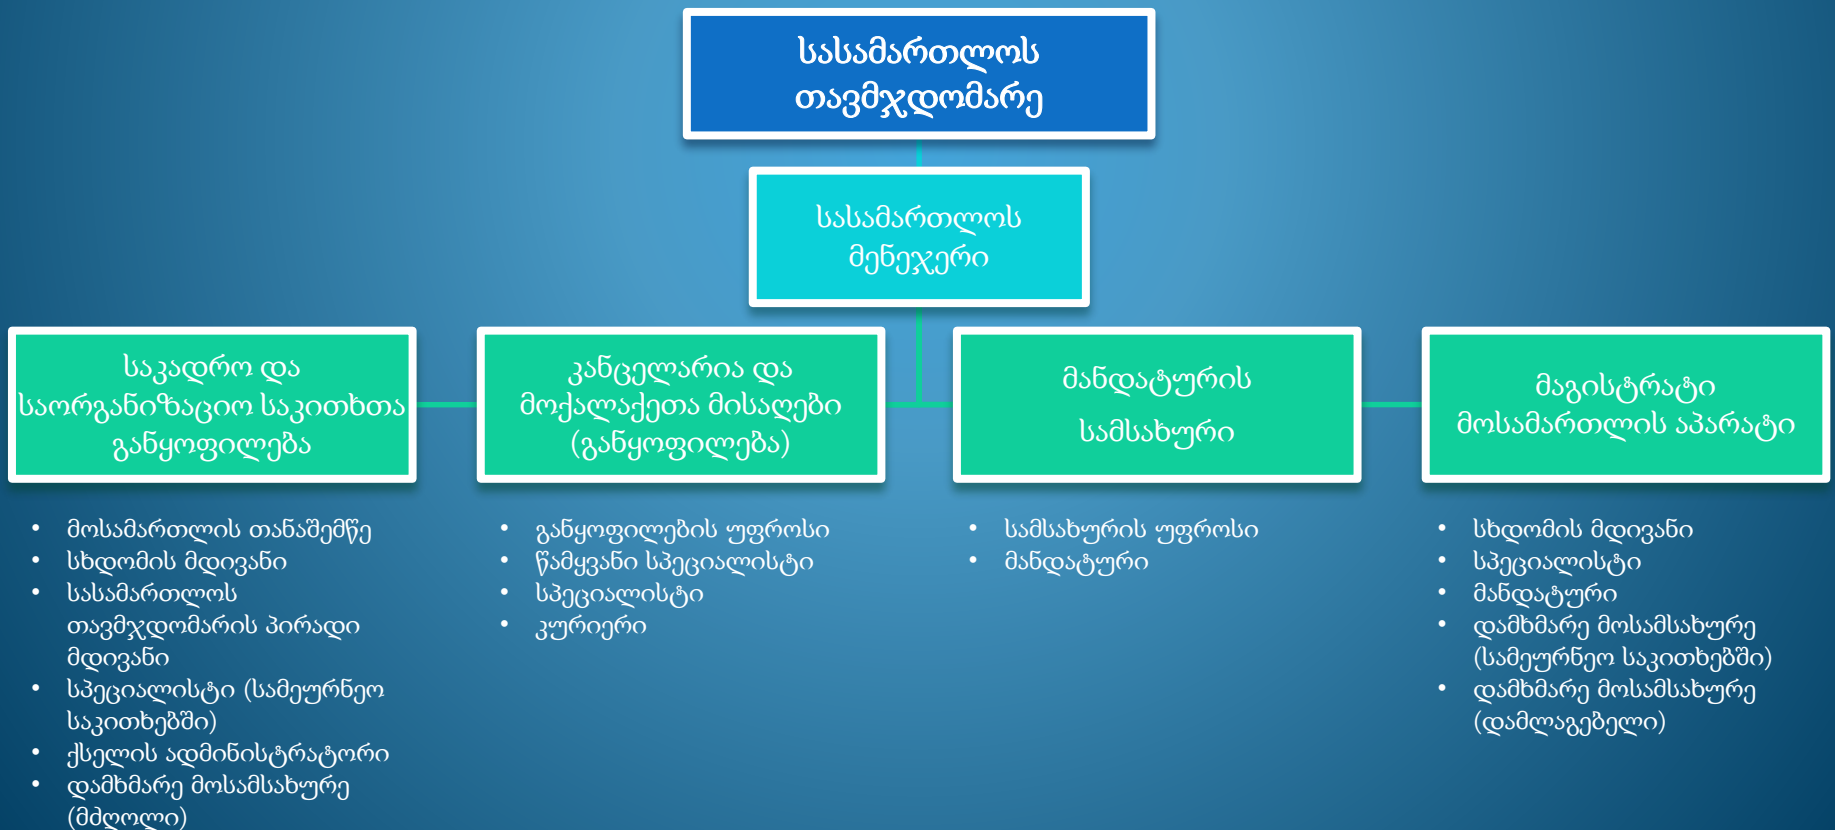 სასამართლოს
თავმჯდომარე
სასამართლოს
მენეჯერი
საკადრო და
საორგანიზაციო საკითხთა
განყოფილება
• მოსამართლის თანაშემწე
• სხდომის მდივანი
• სასამართლოს
თავმჯდომარის პირადი
მდივანი
• სპეციალისტი (სამეურნეო
საკითხებში)
• ქსელის ადმინისტრატორი
• დამხმარე მოსამსახურე
(მძღოლი)
კანცელარია და
მოქალაქეთა მისაღები
(განყოფილება)
• განყოფილების უფროსი
• წამყვანი სპეციალისტი
• სპეციალისტი
• კურიერი
მანდატურის
სამსახური
• სამსახურის უფროსი
• მანდატური
მაგისტრატი
მოსამართლის აპარატი
• სხდომის მდივანი
• სპეციალისტი
• მანდატური
• დამხმარე მოსამსახურე
(სამეურნეო საკითხებში)
• დამხმარე მოსამსახურე
(დამლაგებელი)